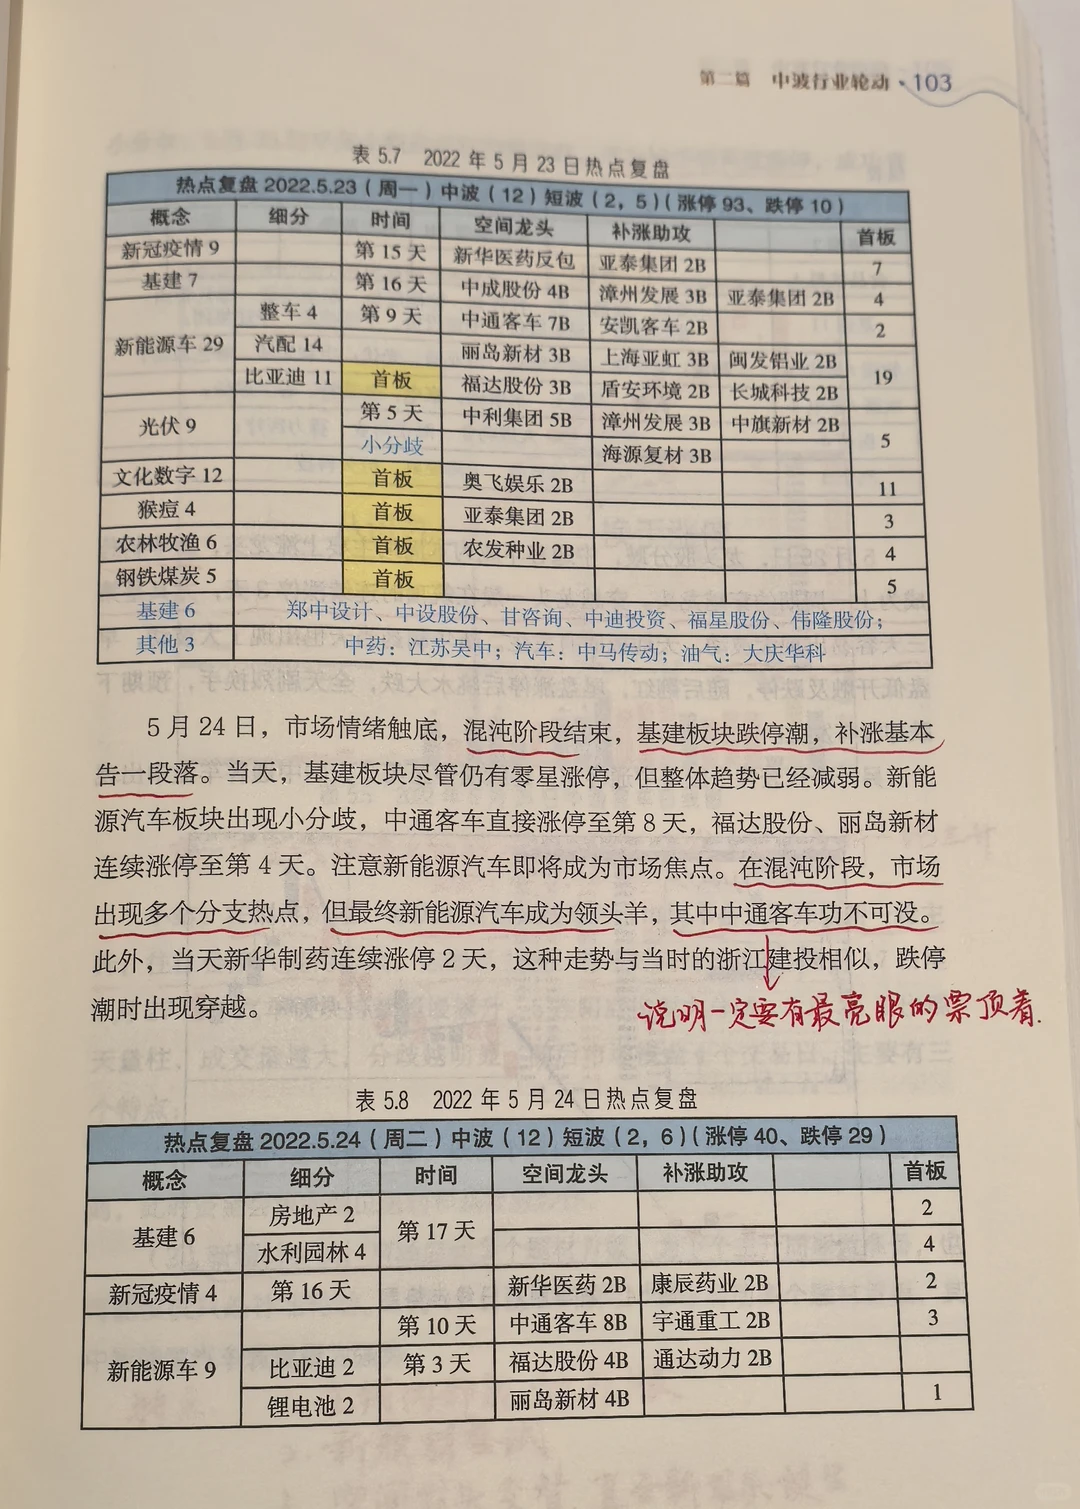 第二篇 中波行业轮动·103
表 5.7 2022 年 5 月 23 日热点复盘
热点复盘 2022.5.23（周一）中波（12）短波（2，5）（涨停 93、跌停 10）
概念 细分 时间 空间龙头 补涨助攻 首板
新冠疫情 9 第 15 天 新华医药反包 亚泰集团 2B 7
基建 7 第 16 天 中成股份 4B 漳州发展 3B 亚泰集团 2B 4
新能源车 29 整车 4 第 9 天 中通客车 7B 安凯客车 2B 2
汽配 14 丽岛新材 3B 上海亚虹 3B 闽发铝业 2B 19
比亚迪 11 首板 福达股份 3B 盾安环境 2B 长城科技 2B
光伏 9 第 5 天 中利集团 5B 漳州发展 3B 中旗新材 2B 5
小分歧 海源复材 3B
文化数字 12 首板 奥飞娱乐 2B 11
猴痘 4 首板 亚泰集团 2B 3
农林牧渔 6 首板 农发种业 2B 4
钢铁煤炭 5 首板 5
基建 6 郑中设计、中设股份、甘咨询、中迪投资、福星股份、伟隆股份；
其他 3 中药：江苏吴中；汽车：中马传动；油气：大庆华科
5 月 24 日，市场情绪触底，混沌阶段结束，基建板块跌停潮，补涨基本
告一段落。当天，基建板块尽管仍有零星涨停，但整体趋势已经减弱。新能
源汽车板块出现小分歧，中通客车直接涨停至第 8 天，福达股份、丽岛新材
连续涨停至第 4 天。注意新能源汽车即将成为市场焦点。在混沌阶段，市场
出现多个分支热点，但最终新能源汽车成为领头羊，其中中通客车功不可没。
此外，当天新华制药连续涨停 2 天，这种走势与当时的浙江建投相似，跌停
潮时出现穿越。
说明一定要有最亮眼的票顶着.
表 5.8 2022 年 5 月 24 日热点复盘
热点复盘 2022.5.24（周二）中波（12）短波（2，6）（涨停 40、跌停 29）
概念 细分 时间 空间龙头 补涨助攻 首板
基建 6 房地产 2 第 17 天 2
水利园林 4 4
新冠疫情 4 第 16 天 新华医药 2B 康辰药业 2B 2
新能源车 9 第 10 天 中通客车 8B 宇通重工 2B 3
比亚迪 2 第 3 天 福达股份 4B 通达动力 2B
锂电池 2 丽岛新材 4B 1